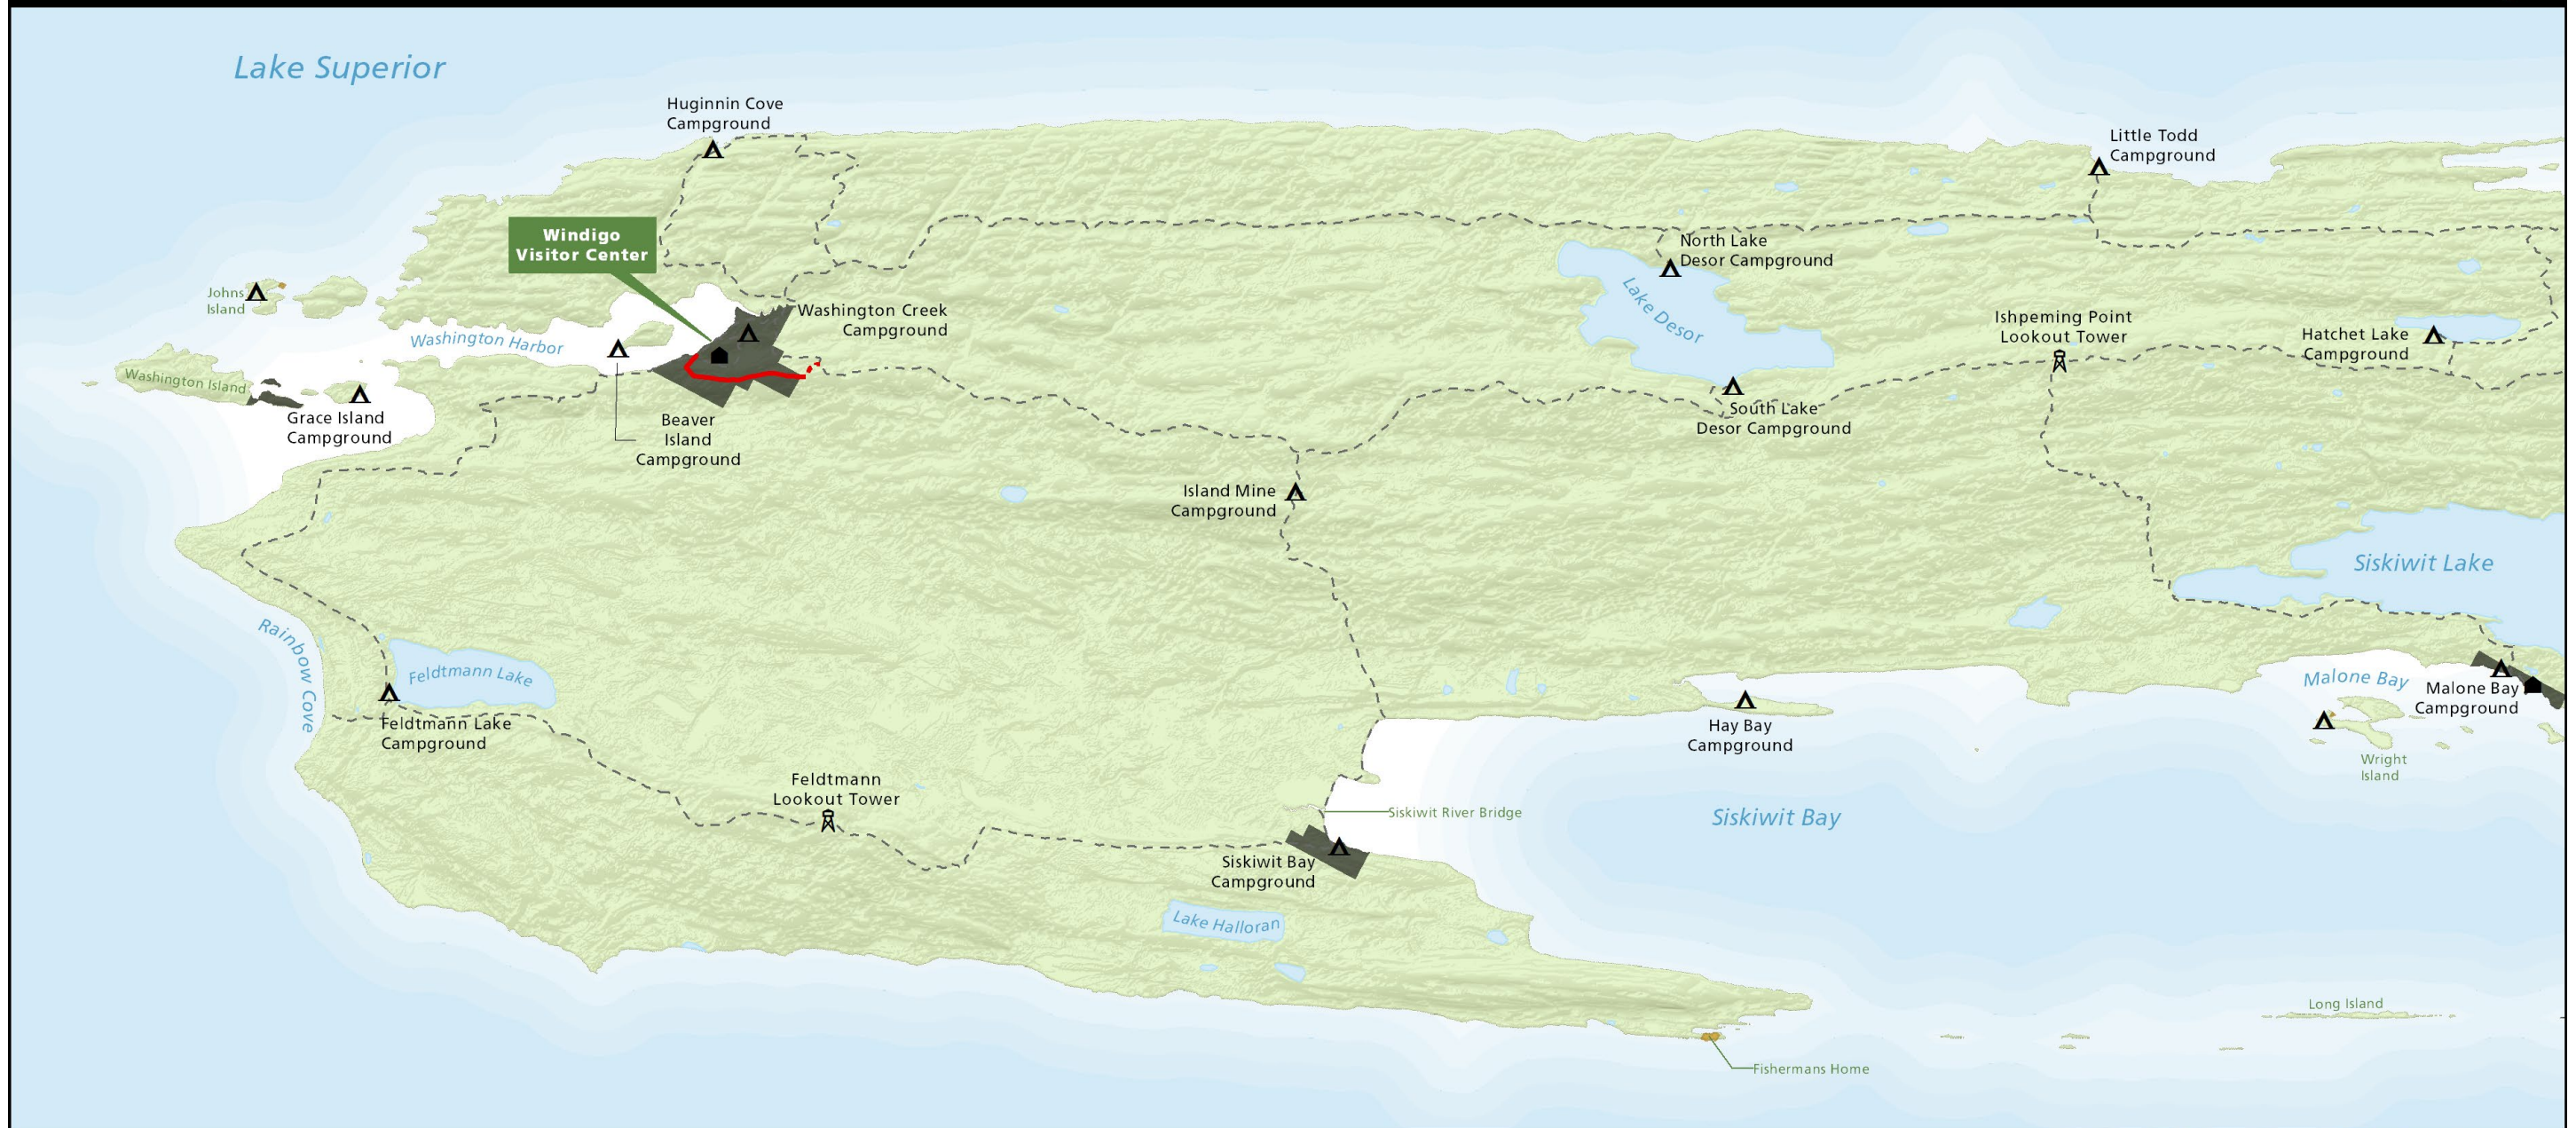 Lake Superior
Huginnin Cove
Campground
Little Todd
Campground
Windigo
Visitor Center
North Lake
Desor Campground
Johns
Island
Lake Desor
Washington Creek
Campground
Ishpeming Point
Lookout Tower
Hatchet Lake
Campground
Washington Harbor
Washington Island
Grace Island
Campground
Beaver
Island
Campground
South Lake
Desor Campground
Island Mine
Campground
Siskiwit Lake
Rainbow Cove
Feldtmann Lake
Feldtmann Lake
Campground
Malone Bay
Malone Bay
Campground
Hay Bay
Campground
Wright
Island
Feldtmann
Lookout Tower
Siskiwit River Bridge
Siskiwit Bay
Siskiwit Bay
Campground
Lake Halloran
Long Island
Fishermans Home